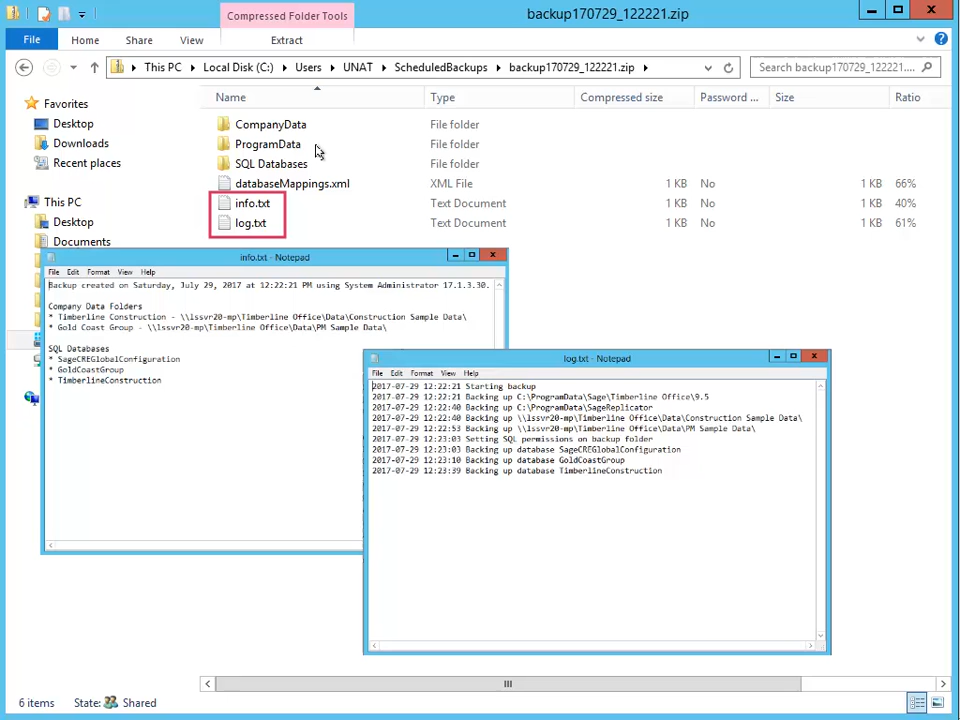 Compressed Folder Tools
backup170729_122221.zip
File Home Share View Extract
This PC Local Disk (C:) Users UNAT ScheduledBackups backup170729_122221.zip
Search backup170729_122221....
Name Type Compressed size Password ... Size Ratio
Favorites
Desktop
Downloads
Recent places
This PC
Desktop
Documents
CompanyData File folder
ProgramData File folder
SQL Databases File folder
databaseMappings.xml XML File 1 KB No 1 KB 66%
info.txt Text Document 1 KB No 1 KB 40%
log.txt Text Document 1 KB No 1 KB 61%
info.txt - Notepad
File Edit Format View Help
Backup created on Saturday, July 29, 2017 at 12:22:21 PM using System Administrator 17.1.3.30.
Company Data Folders
* Timberline Construction - \\lssvr20-mp\Timberline Office\Data\Construction Sample Data\
* Gold Coast Group - \\lssvr20-mp\Timberline Office\Data\PM Sample Data\
SQL Databases
* SageCREGlobalConfiguration
* GoldCoastGroup
* TimberlineConstruction
log.txt - Notepad
File Edit Format View Help
2017-07-29 12:22:21 Starting backup
2017-07-29 12:22:21 Backing up C:\ProgramData\Sage\Timberline Office\9.5
2017-07-29 12:22:40 Backing up C:\ProgramData\SageReplicator
2017-07-29 12:22:40 Backing up \\lssvr20-mp\Timberline Office\Data\Construction Sample Data\
2017-07-29 12:22:53 Backing up \\lssvr20-mp\Timberline Office\Data\PM Sample Data\
2017-07-29 12:23:03 Setting SQL permissions on backup folder
2017-07-29 12:23:03 Backing up database SageCREGlobalConfiguration
2017-07-29 12:23:10 Backing up database GoldCoastGroup
2017-07-29 12:23:39 Backing up database TimberlineConstruction
6 items State: Shared